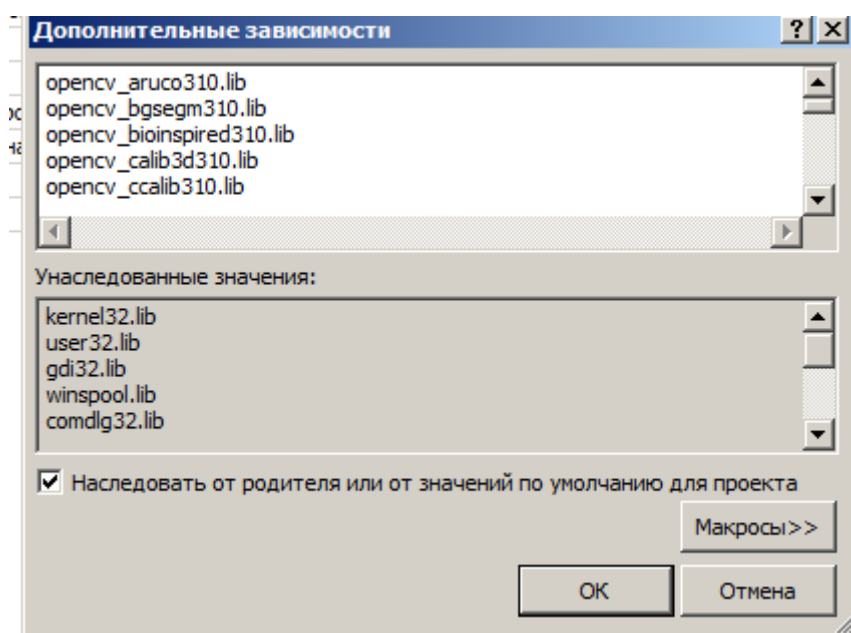 Дополнительные зависимости
opencv_aruco310.lib
opencv_bgsegm310.lib
opencv_bioinspired310.lib
opencv_calib3d310.lib
opencv_ccalib310.lib
Унаследованные значения:
kernel32.lib
user32.lib
gdi32.lib
winspool.lib
comdlg32.lib
Наследовать от родителя или от значений по умолчанию для проекта
Макросы>>
ОК
Отмена